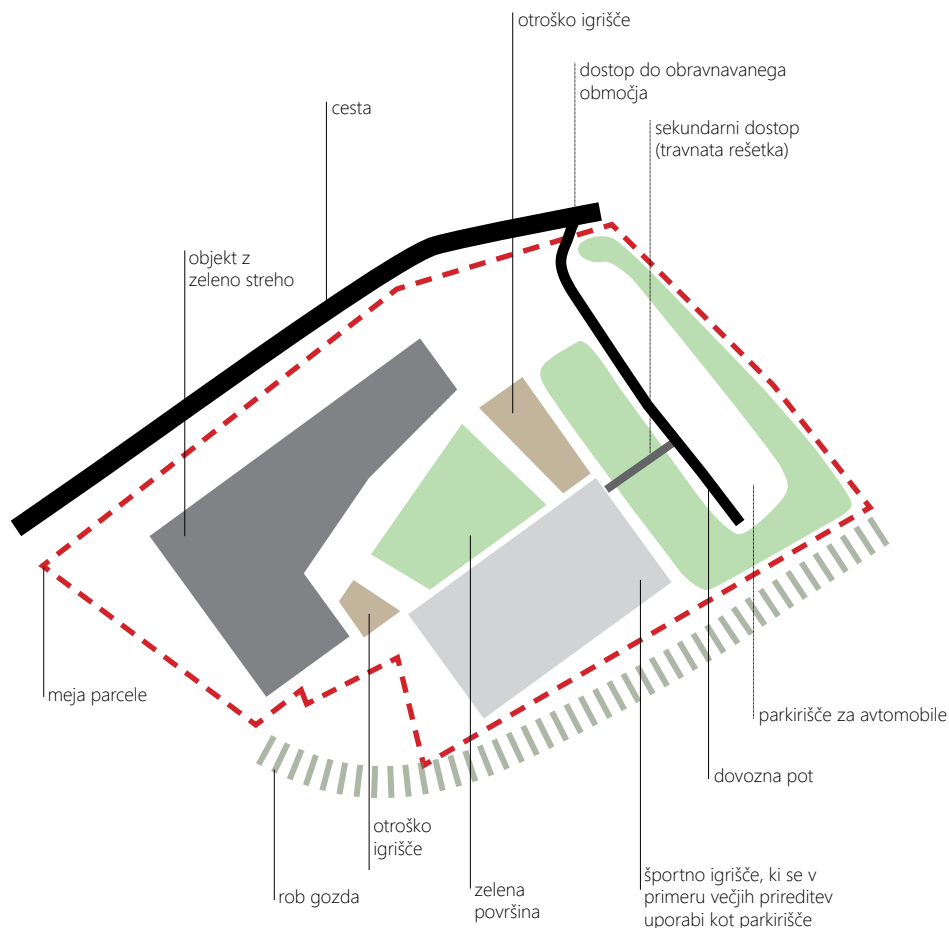 otroško igrišče
dostop do obravnavanega
območja
cesta
sekundarni dostop
(travnata rešetka)
objekt z
zeleno streho
meja parcele
parkirišče za avtomobile
dovozna pot
otroško
igrišče
rob gozda
zelena
površina
športno igrišče, ki se v
primeru večjih prireditev
uporabi kot parkirišče